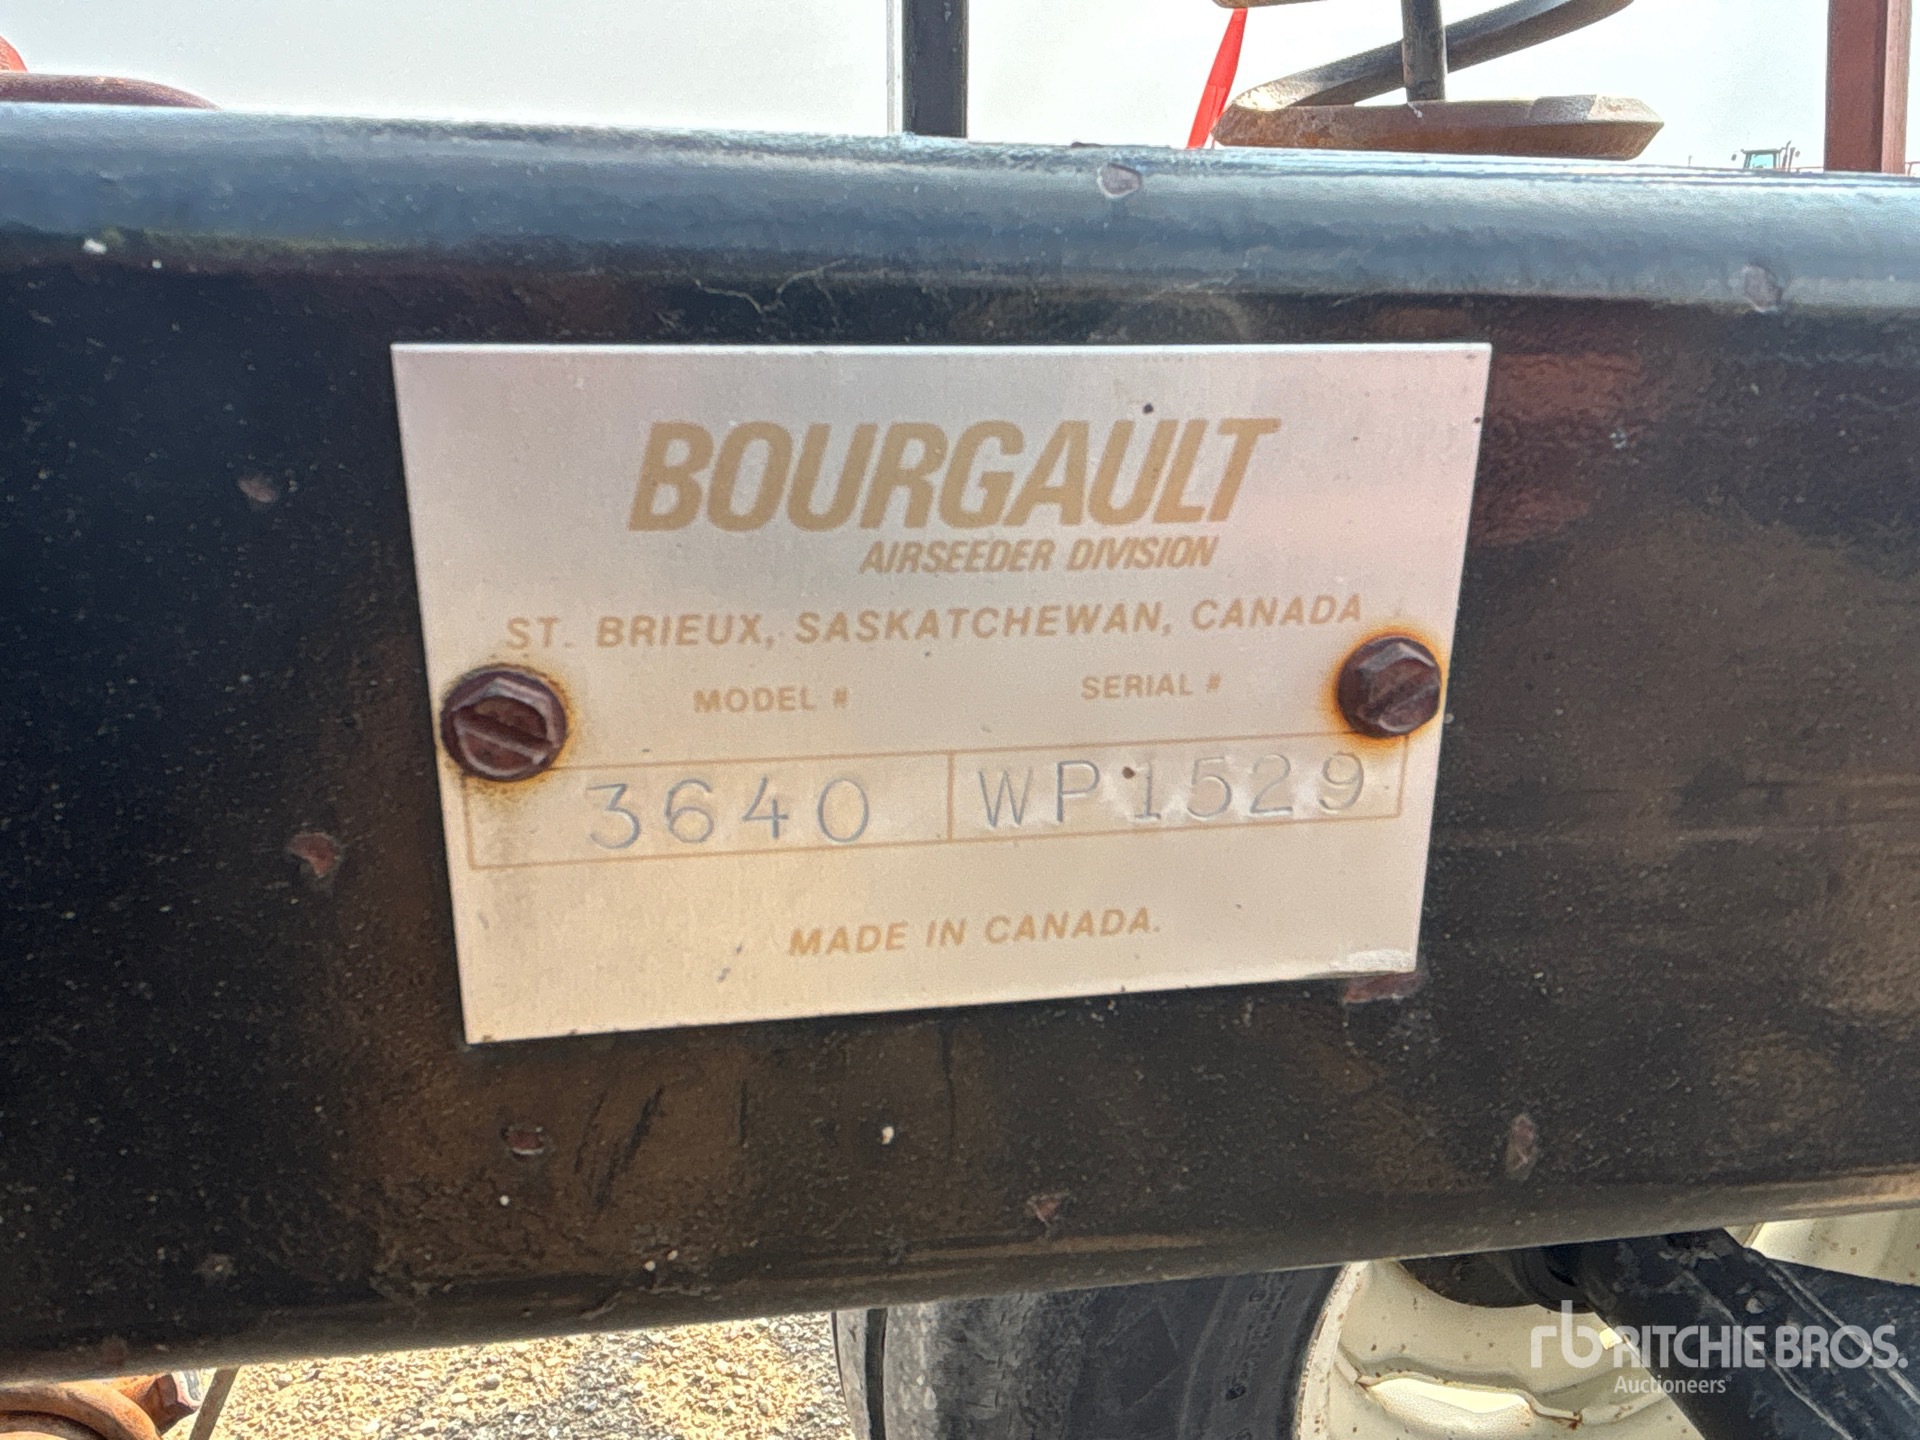 BOURGAULT
AIRSEEDER DIVISION
ST. BRIEUX, SASKATCHEWAN, CANADA
MODEL # SERIAL #
3640 WP1529
MADE IN CANADA.
rb RITCHIE BROS.
Auctioneers